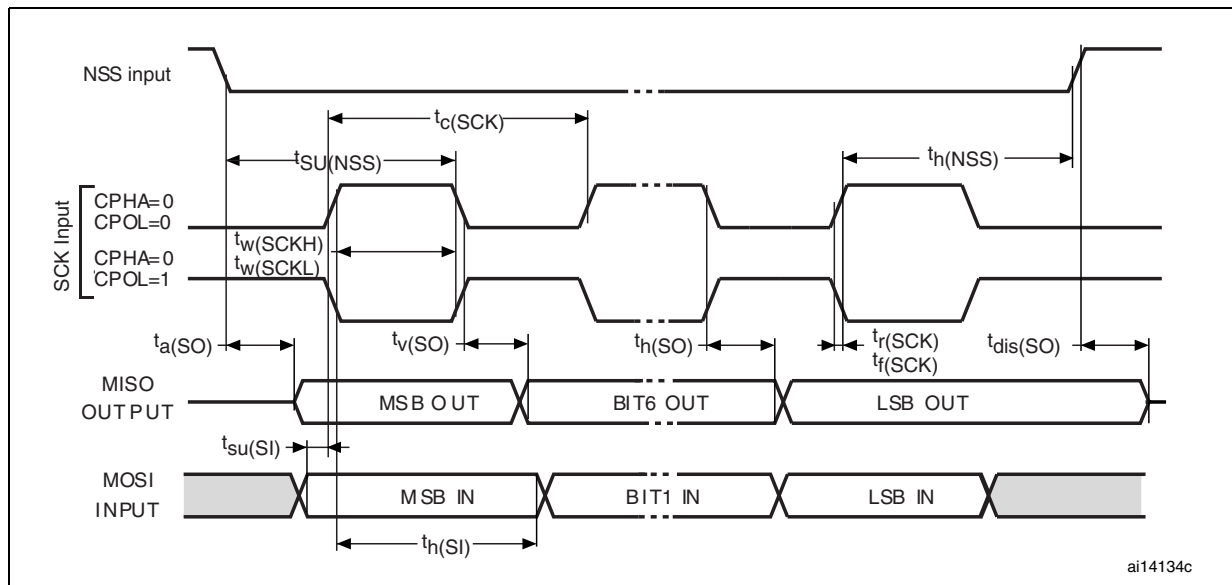 NSS input
tc(SCK)
tSU(NSS)
th(NSS)
SCK Input
CPHA=0
CPOL=0
tw(SCKH)
CPHA=0
tw(SCKL)
CPOL=1
ta(SO)
tv(SO)
th(SO)
tr(SCK)
tf(SCK)
tdis(SO)
MISO
OUTPUT
MSB OUT
BIT6 OUT
LSB OUT
tsu(SI)
MOSI
INPUT
MSB IN
BIT1 IN
LSB IN
th(SI)
ai14134c